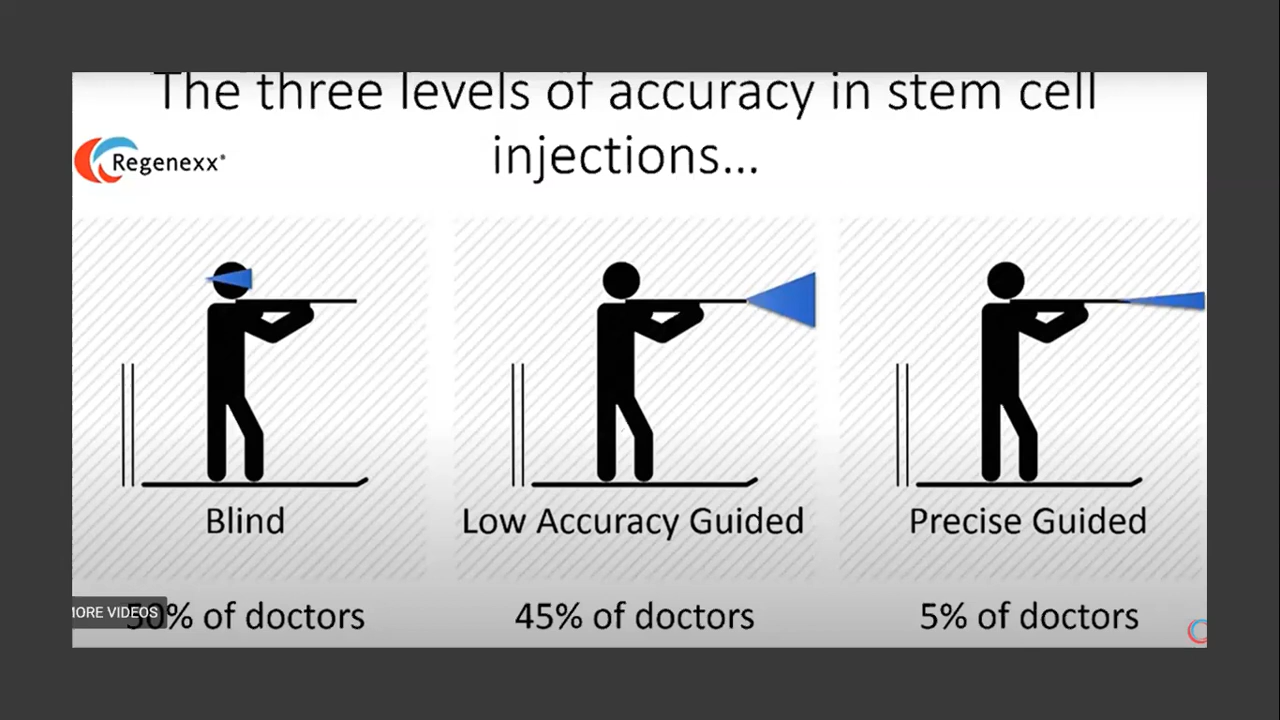 The three levels of accuracy in stem cell
injections...
Regenexx®
Blind
Low Accuracy Guided
Precise Guided
MORE VIDEOS
50% of doctors
45% of doctors
5% of doctors